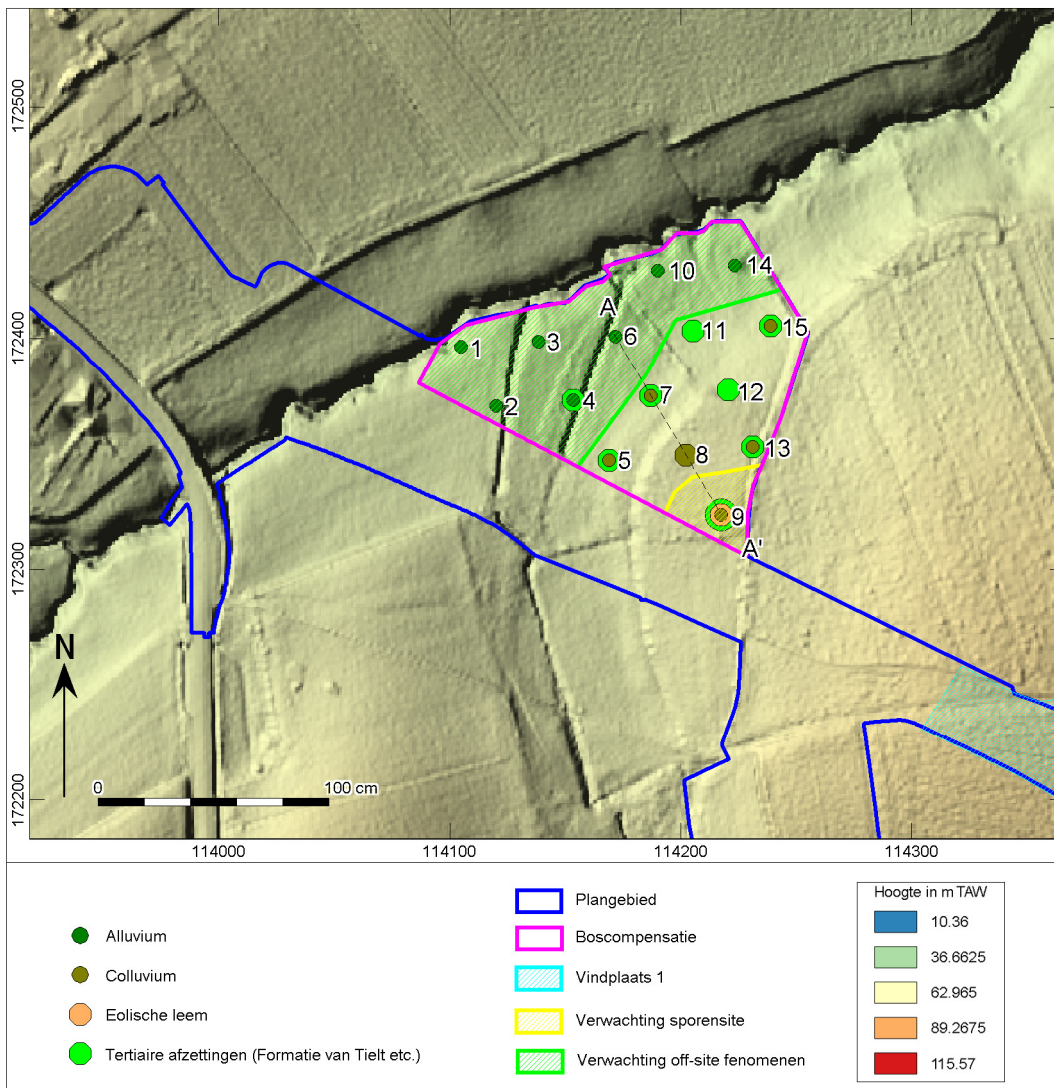 172500
172400
172300
172200
10
14
A
11
15
1
3
6
12
2
4
7
5
8
13
9
A'
N
0
100 cm
114000
114100
114200
114300
Alluvium
Colluvium
Eolische leem
Tertiaire afzettingen (Formatie van Tielt etc.)
Plangebied
Boscompensatie
Vindplaats 1
Verwachting sporensite
Verwachting off-site fenomenen
Hoogte in m TAW
10.36
36.6625
62.965
89.2675
115.57